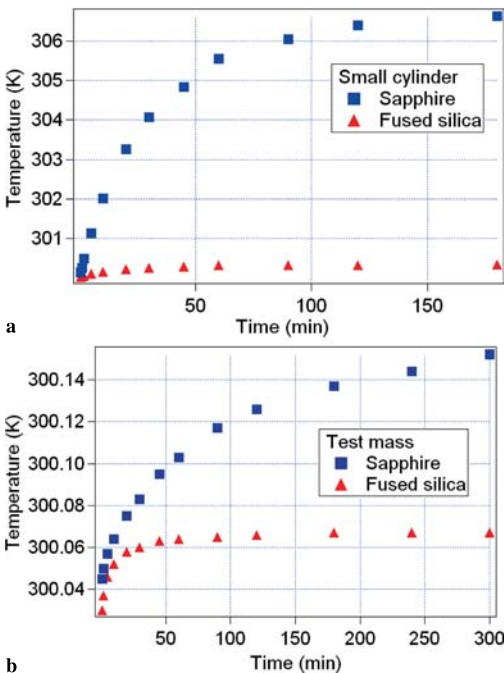 306
305
304
303
302
301
Temperature (K)
Small cylinder
Sapphire
Fused silica
50
100
150
Time (min)
a
300.14
300.12
300.10
300.08
300.06
300.04
Temperature (K)
Test mass
Sapphire
Fused silica
50
100
150
200
250
300
Time (min)
b